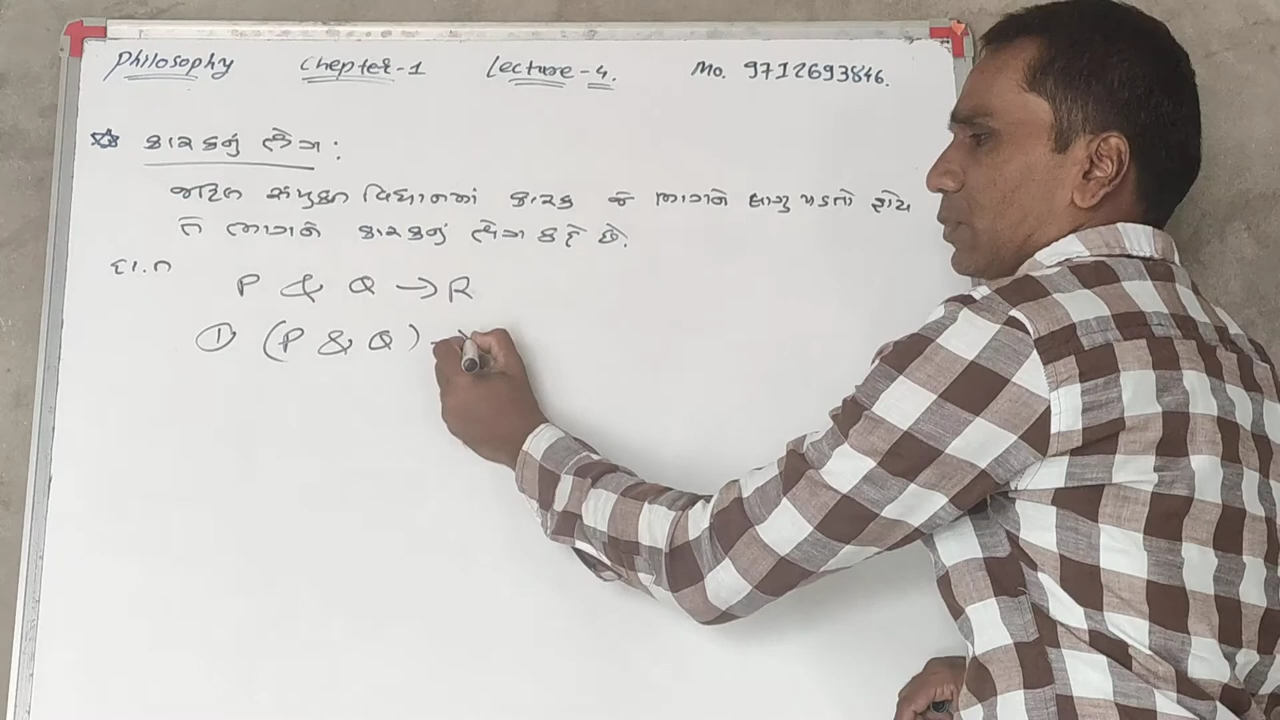 Philosophy Chepter-1 Lecture-4. Mo. 9712693846.
કારકનું ક્ષેત્ર :
જટિલ સંયુક્ત વિધાનમાં કારક જે ભાગને લાગુ પડતો હોય
તે ભાગને કારકનું ક્ષેત્ર કહે છે.
દા.ત
P & Q → R
① (P & Q)